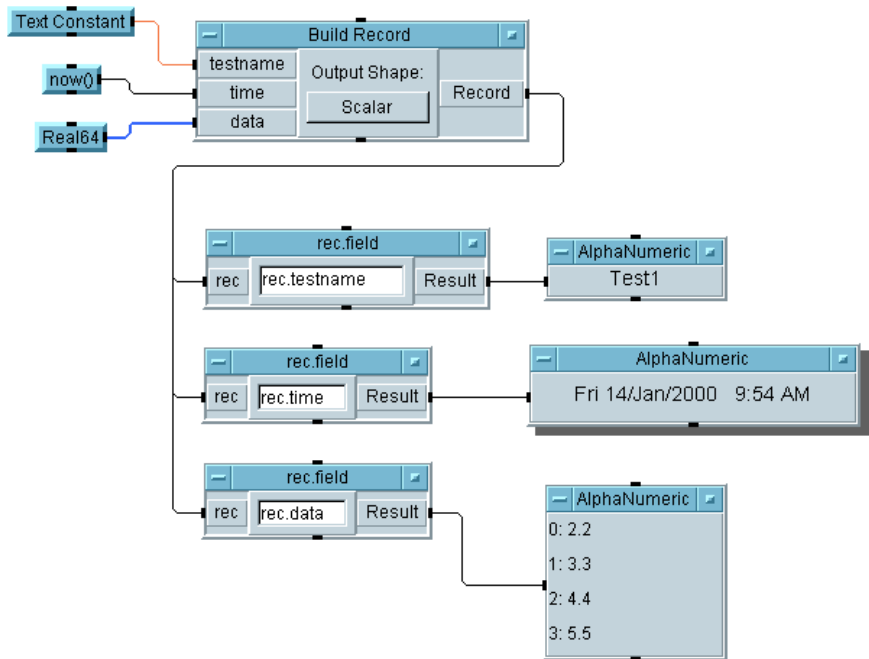 Text Constant
Build Record
testname
Output Shape:
now()
time
Record
Scalar
data
Real64
rec.field
AlphaNumeric
rec
rec.testname
Result
Test1
rec.field
AlphaNumeric
rec
rec.time
Result
Fri 14/Jan/2000 9:54 AM
rec.field
AlphaNumeric
rec
rec.data
Result
0: 2.2
1: 3.3
2: 4.4
3: 5.5